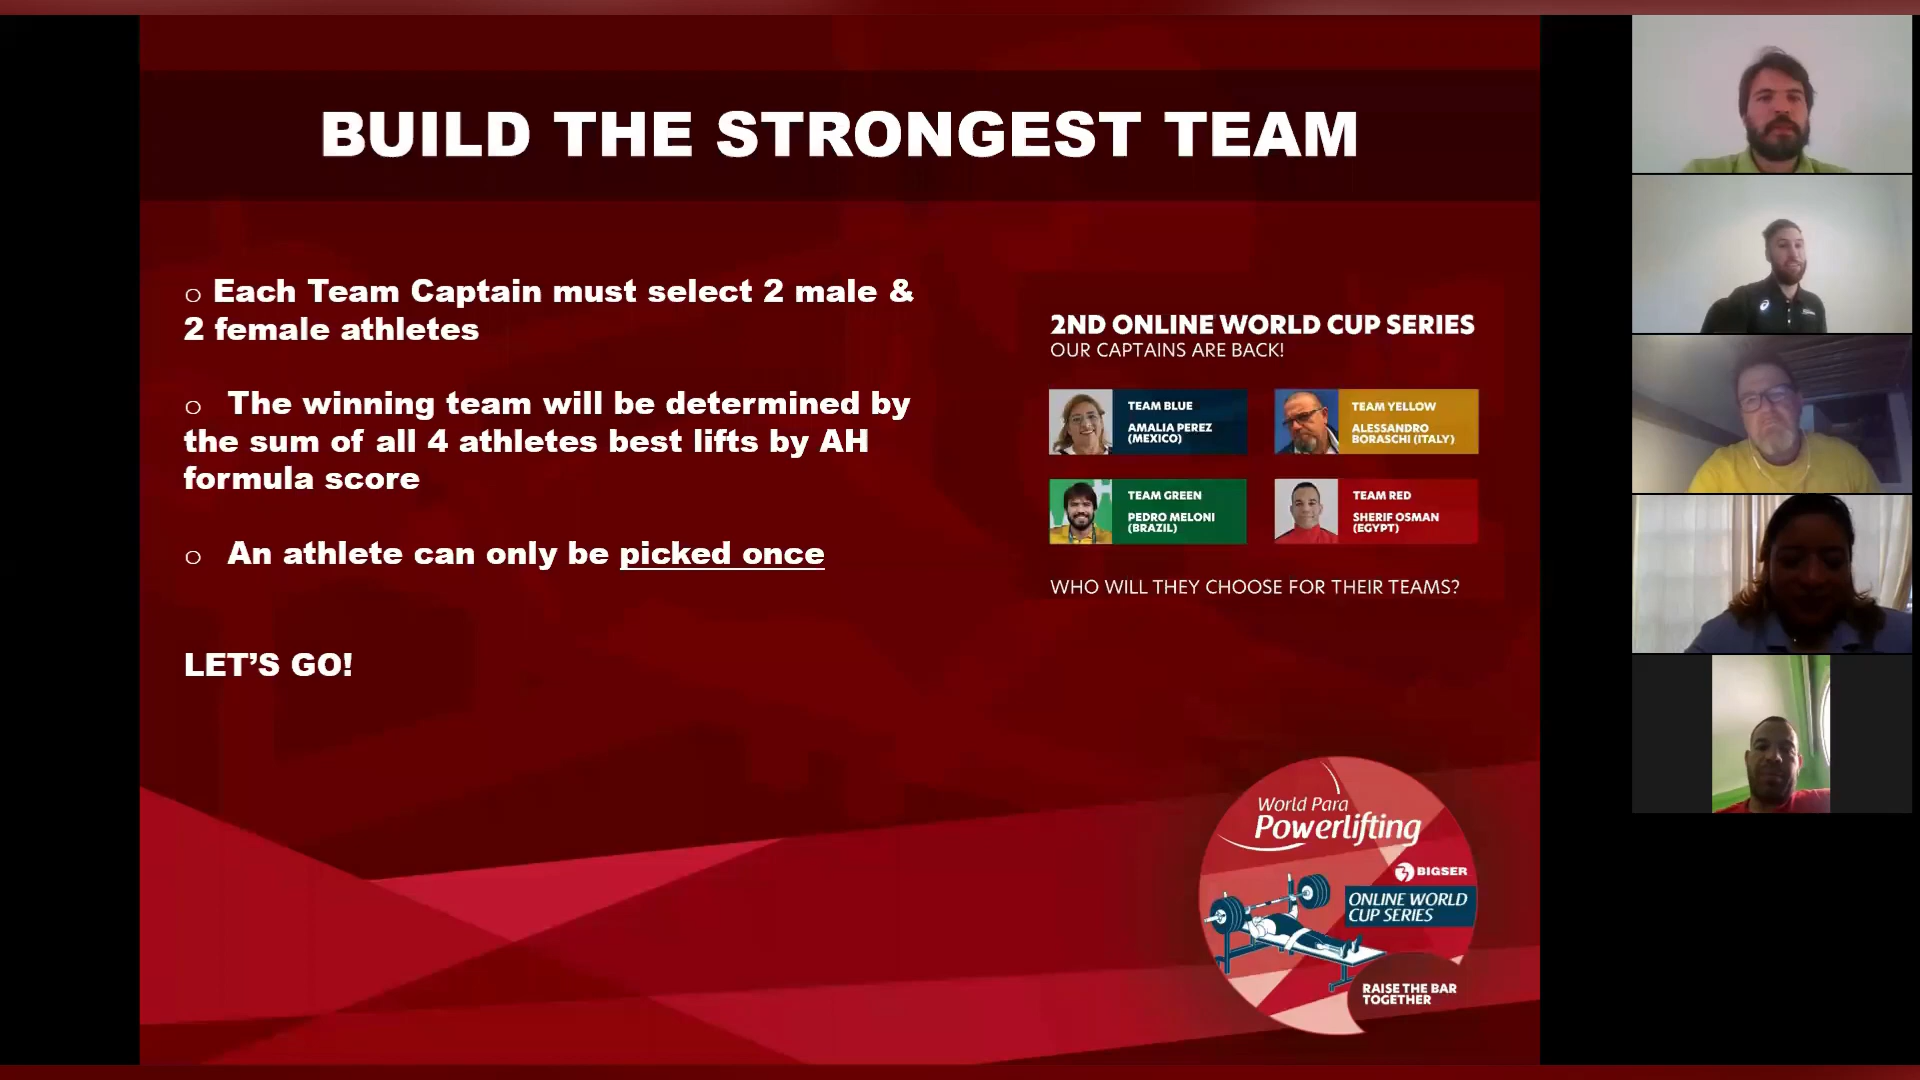 BUILD THE STRONGEST TEAM
o Each Team Captain must select 2 male &
2 female athletes
o The winning team will be determined by
the sum of all 4 athletes best lifts by AH
formula score
o An athlete can only be picked once
LET’S GO!
2ND ONLINE WORLD CUP SERIES
OUR CAPTAINS ARE BACK!
TEAM BLUE
AMALIA PEREZ
(MEXICO)
TEAM YELLOW
ALESSANDRO
BORASCHI (ITALY)
TEAM GREEN
PEDRO MELONI
(BRAZIL)
TEAM RED
SHERIF OSMAN
(EGYPT)
WHO WILL THEY CHOOSE FOR THEIR TEAMS?
World Para
Powerlifting
BIGSER
ONLINE WORLD
CUP SERIES
RAISE THE BAR
TOGETHER